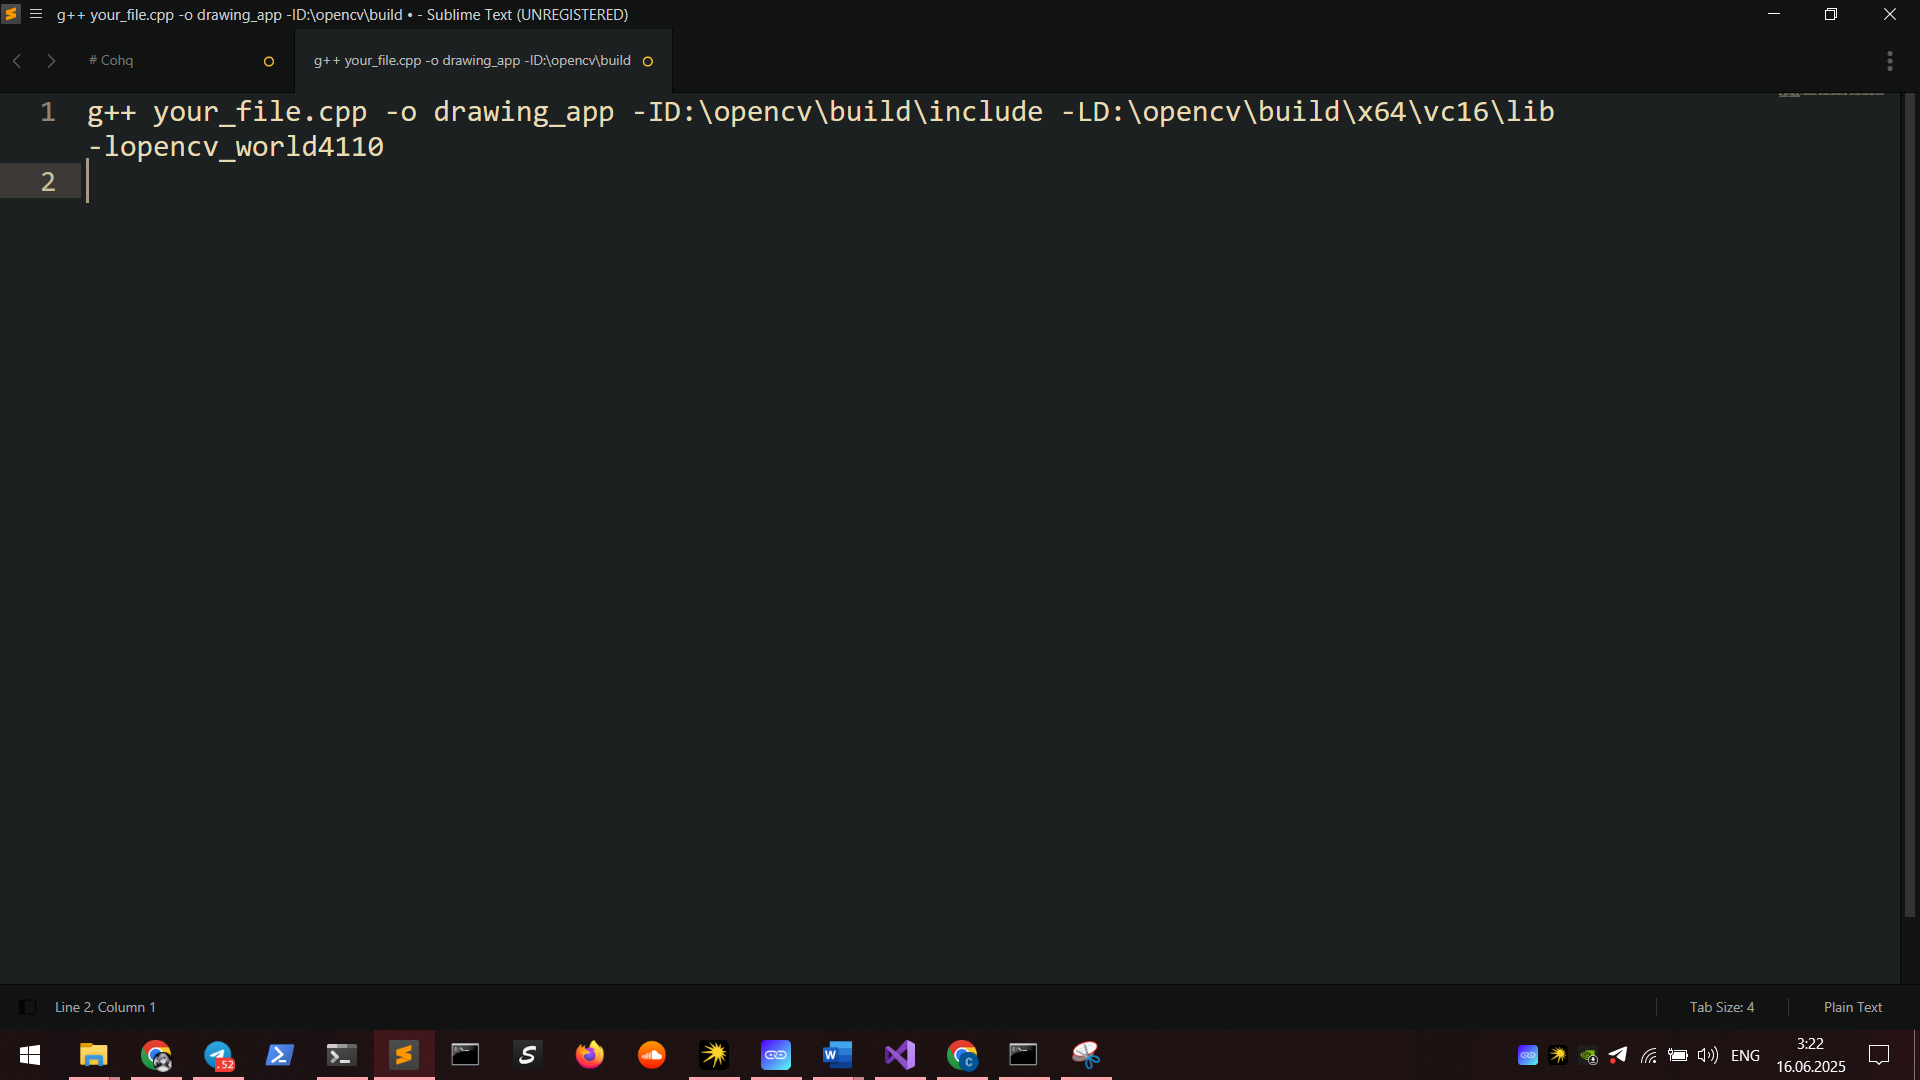 g++ your_file.cpp -o drawing_app -ID:\opencv\build • - Sublime Text (UNREGISTERED)
# Cohq
g++ your_file.cpp -o drawing_app -ID:\opencv\build
1 g++ your_file.cpp -o drawing_app -ID:\opencv\build\include -LD:\opencv\build\x64\vc16\lib
-lopencv_world4110
2
Line 2, Column 1
Tab Size: 4
Plain Text
.52
ENG
3:22
16.06.2025